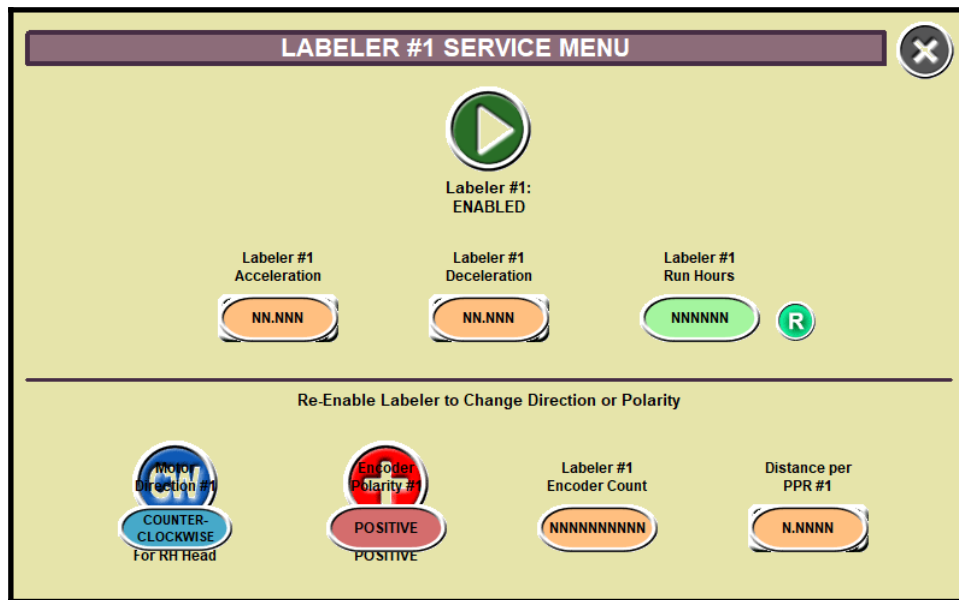 LABELER #1 SERVICE MENU
Labeler #1:
ENABLED
Labeler #1
Acceleration
Labeler #1
Deceleration
Labeler #1
Run Hours
NN.NNN
NN.NNN
NNNNNN
R
Re-Enable Labeler to Change Direction or Polarity
Motor
Direction #1
CW
COUNTER-
CLOCKWISE
For RH Head
Encoder
Polarity #1
POSITIVE
POSITIVE
Labeler #1
Encoder Count
NNNNNNNNNN
Distance per
PPR #1
N.NNNN